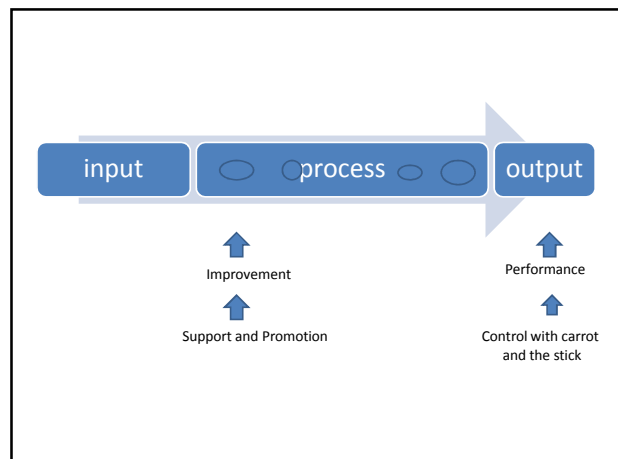 input
process
output
Improvement
Performance
Support and Promotion
Control with carrot
and the stick